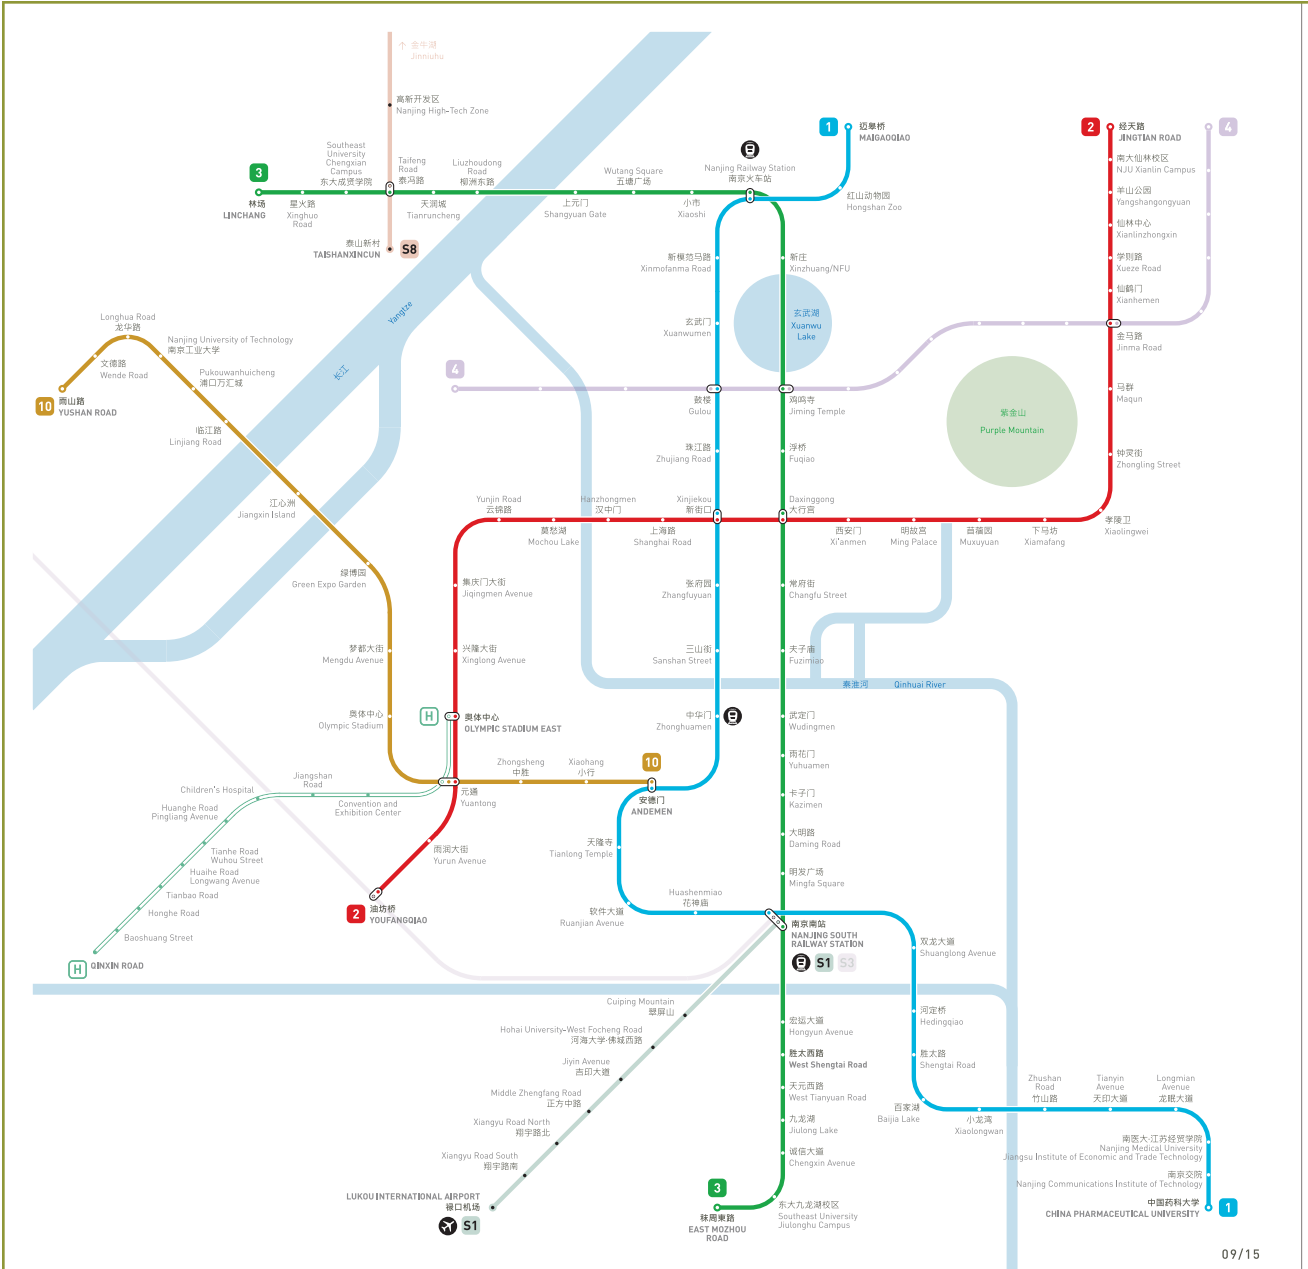 ↑ 金牛湖
Jinniuhu
高新开发区
Nanjing High-Tech Zone
Southeast
University
Chengxian
Campus
东大成贤学院
Taifeng
Road
泰冯路
Liuzhoudong
Road
柳洲东路
Wutang Square
五塘广场
Nanjing Railway Station
南京火车站
3
林场
LINCHANG
星火路
Xinghuo
Road
天润城
Tianruncheng
上元门
Shangyuan Gate
小市
Xiaoshi
泰山新村
TAISHANXINCUN
S8
1
迈皋桥
MAIGAOQIAO
红山动物园
Hongshan Zoo
2
经天路
JINGTIAN ROAD
4
南大仙林校区
NJU Xianlin Campus
羊山公园
Yangshangongyuan
仙林中心
Xianlinzhongxin
学则路
Xueze Road
仙鹤门
Xianhemen
金马路
Jinma Road
马群
Maqun
钟灵街
Zhongling Street
孝陵卫
Xiaolingwei
新模范马路
Xinmofanma Road
新庄
Xinzhuang/NFU
玄武门
Xuanwumen
玄武湖
Xuanwu
Lake
Yangtze
长江
4
鼓楼
Gulou
鸡鸣寺
Jiming Temple
紫金山
Purple Mountain
珠江路
Zhujiang Road
浮桥
Fuqiao
Longhua Road
龙华路
Nanjing University of Technology
南京工业大学
文德路
Wende Road
Pukouwanhuicheng
浦口万汇城
10
雨山路
YUSHAN ROAD
临江路
Linjiang Road
江心洲
Jiangxin Island
绿博园
Green Expo Garden
梦都大街
Mengdu Avenue
奥体中心
Olympic Stadium
Yunjin Road
云锦路
Hanzhongmen
汉中门
Xinjiekou
新街口
Daxinggong
大行宫
莫愁湖
Mochou Lake
上海路
Shanghai Road
西安门
Xi'anmen
明故宫
Ming Palace
苜蓿园
Muxuyuan
下马坊
Xiamafang
集庆门大街
Jiqingmen Avenue
张府园
Zhangfuyuan
常府街
Changfu Street
兴隆大街
Xinglong Avenue
三山街
Sanshan Street
夫子庙
Fuzimiao
秦淮河
Qinhuai River
H
奥体中心
OLYMPIC STADIUM EAST
中华门
Zhonghuamen
武定门
Wudingmen
雨花门
Yuhuamen
Zhongsheng
中胜
Xiaohang
小行
10
安德门
ANDEMEN
元通
Yuantong
卡子门
Kazimen
大明路
Daming Road
明发广场
Mingfa Square
Jiangshan
Road
Children's Hospital
Convention and
Exhibition Center
Huanghe Road
Pingliang Avenue
Tianhe Road
Wuhou Street
Huaihe Road
Longwang Avenue
Tianbao Road
Honghe Road
Baoshuang Street
H
QINXIN ROAD
雨润大街
Yurun Avenue
2
油坊桥
YOUFANGQIAO
天隆寺
Tianlong Temple
Huashenmiao
花神庙
软件大道
Ruanjian Avenue
南京南站
NANJING SOUTH
RAILWAY STATION
S1
S3
双龙大道
Shuanglong Avenue
河定桥
Hedingqiao
胜太路
Shengtai Road
百家湖
Baijia Lake
小龙湾
Xiaolongwan
Zhushan
Road
竹山路
Tianyin
Avenue
天印大道
Longmian
Avenue
龙眠大道
南医大·江苏经贸学院
Nanjing Medical University
Jiangsu Institute of Economic and Trade Technology
南京交院
Nanjing Communications Institute of Technology
中国药科大学
CHINA PHARMACEUTICAL UNIVERSITY
1
Cuiping Mountain
翠屏山
Hohai University-West Focheng Road
河海大学·佛城西路
Jiyin Avenue
吉印大道
Middle Zhengfang Road
正方中路
Xiangyu Road North
翔宇路北
Xiangyu Road South
翔宇路南
LUKOU INTERNATIONAL AIRPORT
禄口机场
S1
宏运大道
Hongyun Avenue
胜太西路
West Shengtai Road
天元西路
West Tianyuan Road
九龙湖
Jiulong Lake
诚信大道
Chengxin Avenue
东大九龙湖校区
Southeast University
Jiulonghu Campus
3
秣周東路
EAST MOZHOU
ROAD
09/15